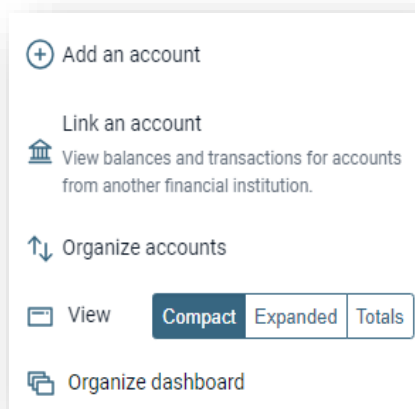 Add an account
Link an account
View balances and transactions for accounts
from another financial institution.
Organize accounts
View Compact Expanded Totals
Organize dashboard